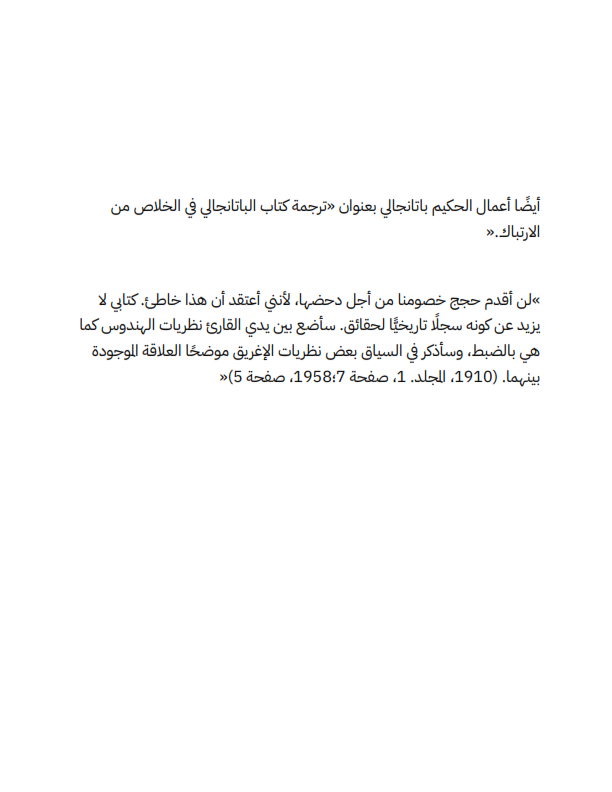 أيضًا أعمال الحكيم باتانجالي بعنوان «ترجمة كتاب الباتانجالي في الخلاص من
الارتباك.»
«لن أقدم حجج خصومنا من أجل دحضها، لأنني أعتقد أن هذا خاطئ. كتابي لا
يزيد عن كونه سجلًا تاريخيًّا لحقائق. سأضع بين يدي القارئ نظريات الهندوس كما
هي بالضبط، وسأذكر في السياق بعض نظريات الإغريق موضحًا العلاقة الموجودة
بينهما. (1910، المجلد. 1، صفحة 7؛1958، صفحة 5)»